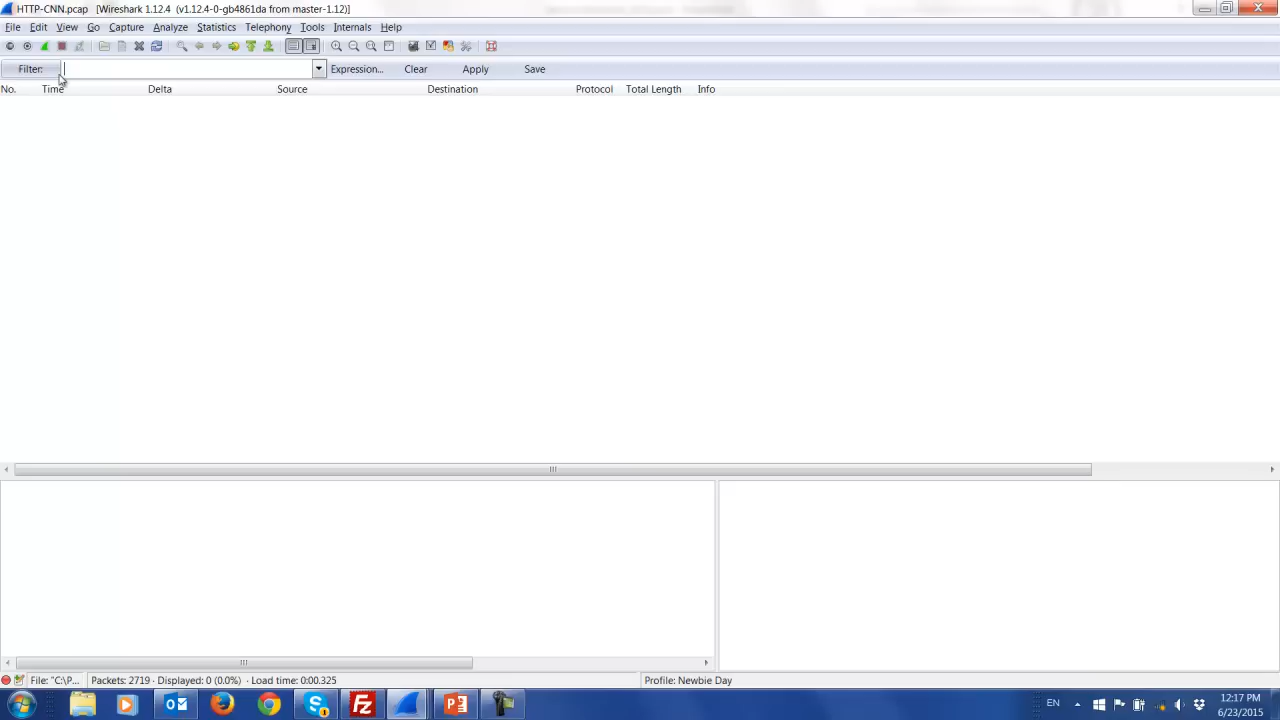 HTTP-CNN.pcap [Wireshark 1.12.4 (v1.12.4-0-gb4861da from master-1.12)]
File Edit View Go Capture Analyze Statistics Telephony Tools Internals Help
Filter: Expression... Clear Apply Save
No. Time Delta Source Destination Protocol Total Length Info
File: "C:\P... Packets: 2719 · Displayed: 0 (0.0%) · Load time: 0:00.325 Profile: Newbie Day
EN 12:17 PM
6/23/2015